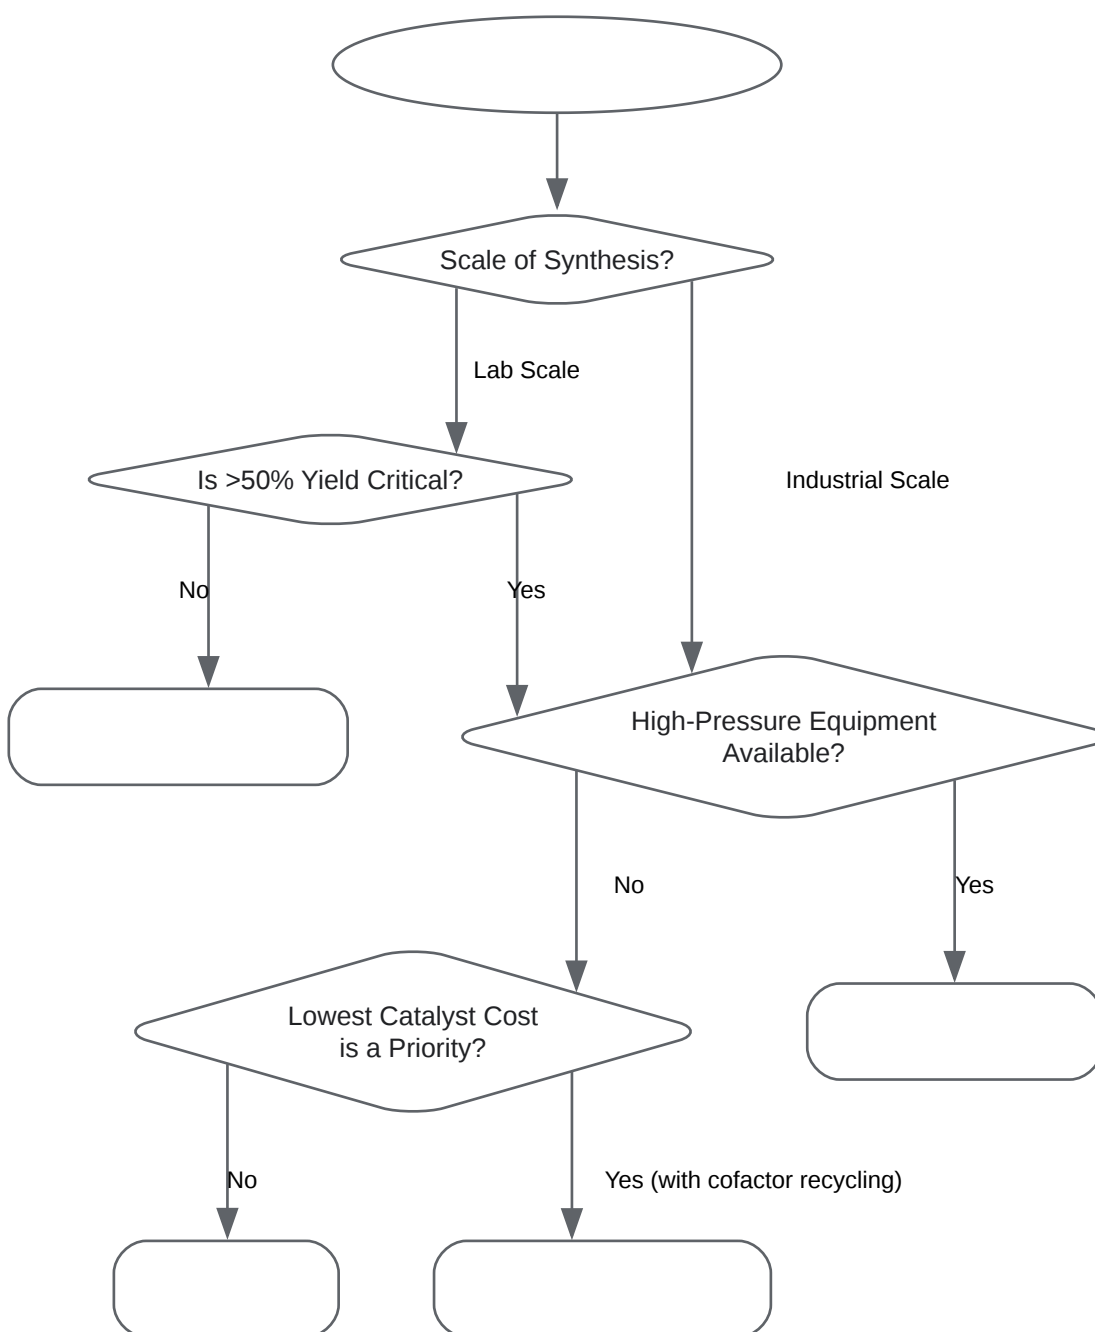 Scale of Synthesis?
Lab Scale
Is >50% Yield Critical?
Industrial Scale
No
Yes
High-Pressure Equipment
Available?
No
Yes
Lowest Catalyst Cost
is a Priority?
No
Yes (with cofactor recycling)